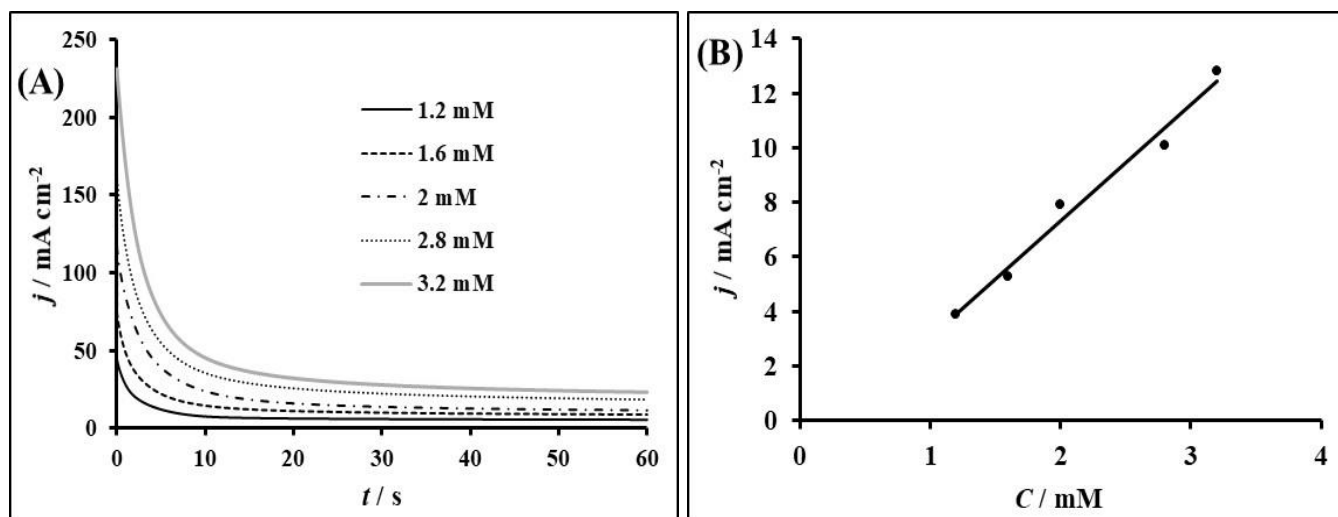 (A)
j / mA cm⁻²
250
200
150
100
50
0
1.2 mM
1.6 mM
2 mM
2.8 mM
3.2 mM
0 10 20 30 40 50 60
t / s
(B)
j / mA cm⁻²
14
12
10
8
6
4
2
0
0 1 2 3 4
C / mM